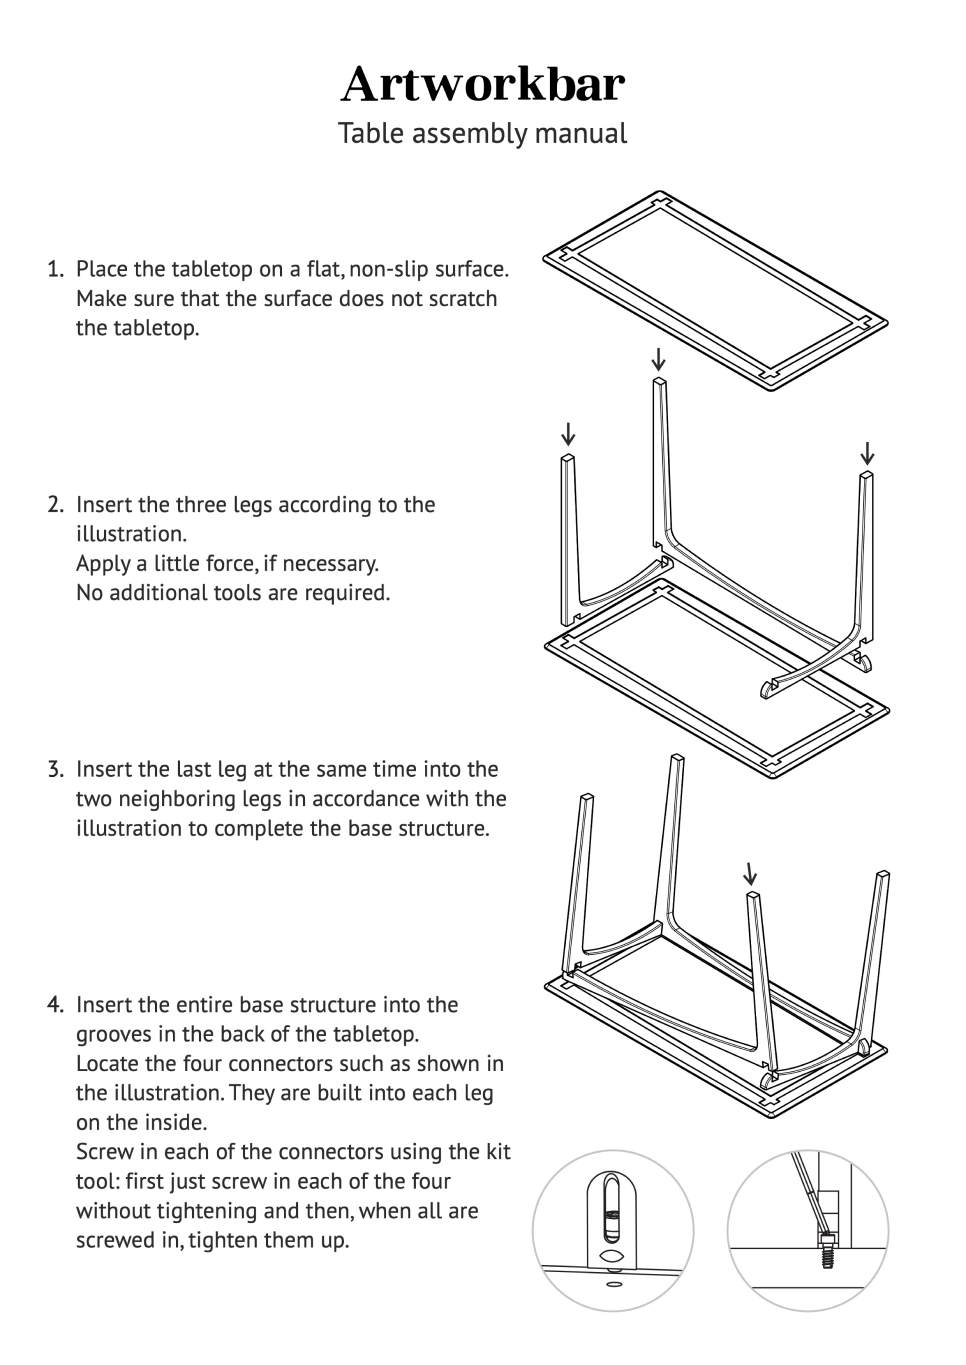 Artworkbar
Table assembly manual
1. Place the tabletop on a flat, non-slip surface.
Make sure that the surface does not scratch
the tabletop.
2. Insert the three legs according to the
illustration.
Apply a little force, if necessary.
No additional tools are required.
3. Insert the last leg at the same time into the
two neighboring legs in accordance with the
illustration to complete the base structure.
4. Insert the entire base structure into the
grooves in the back of the tabletop.
Locate the four connectors such as shown in
the illustration. They are built into each leg
on the inside.
Screw in each of the connectors using the kit
tool: first just screw in each of the four
without tightening and then, when all are
screwed in, tighten them up.